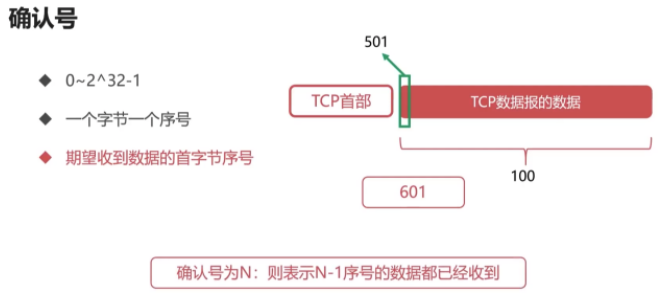 确认号
501
0~2^32-1
TCP首部
TCP数据报的数据
一个字节一个序号
期望收到数据的首字节序号
100
601
确认号为N：则表示N-1序号的数据都已经收到